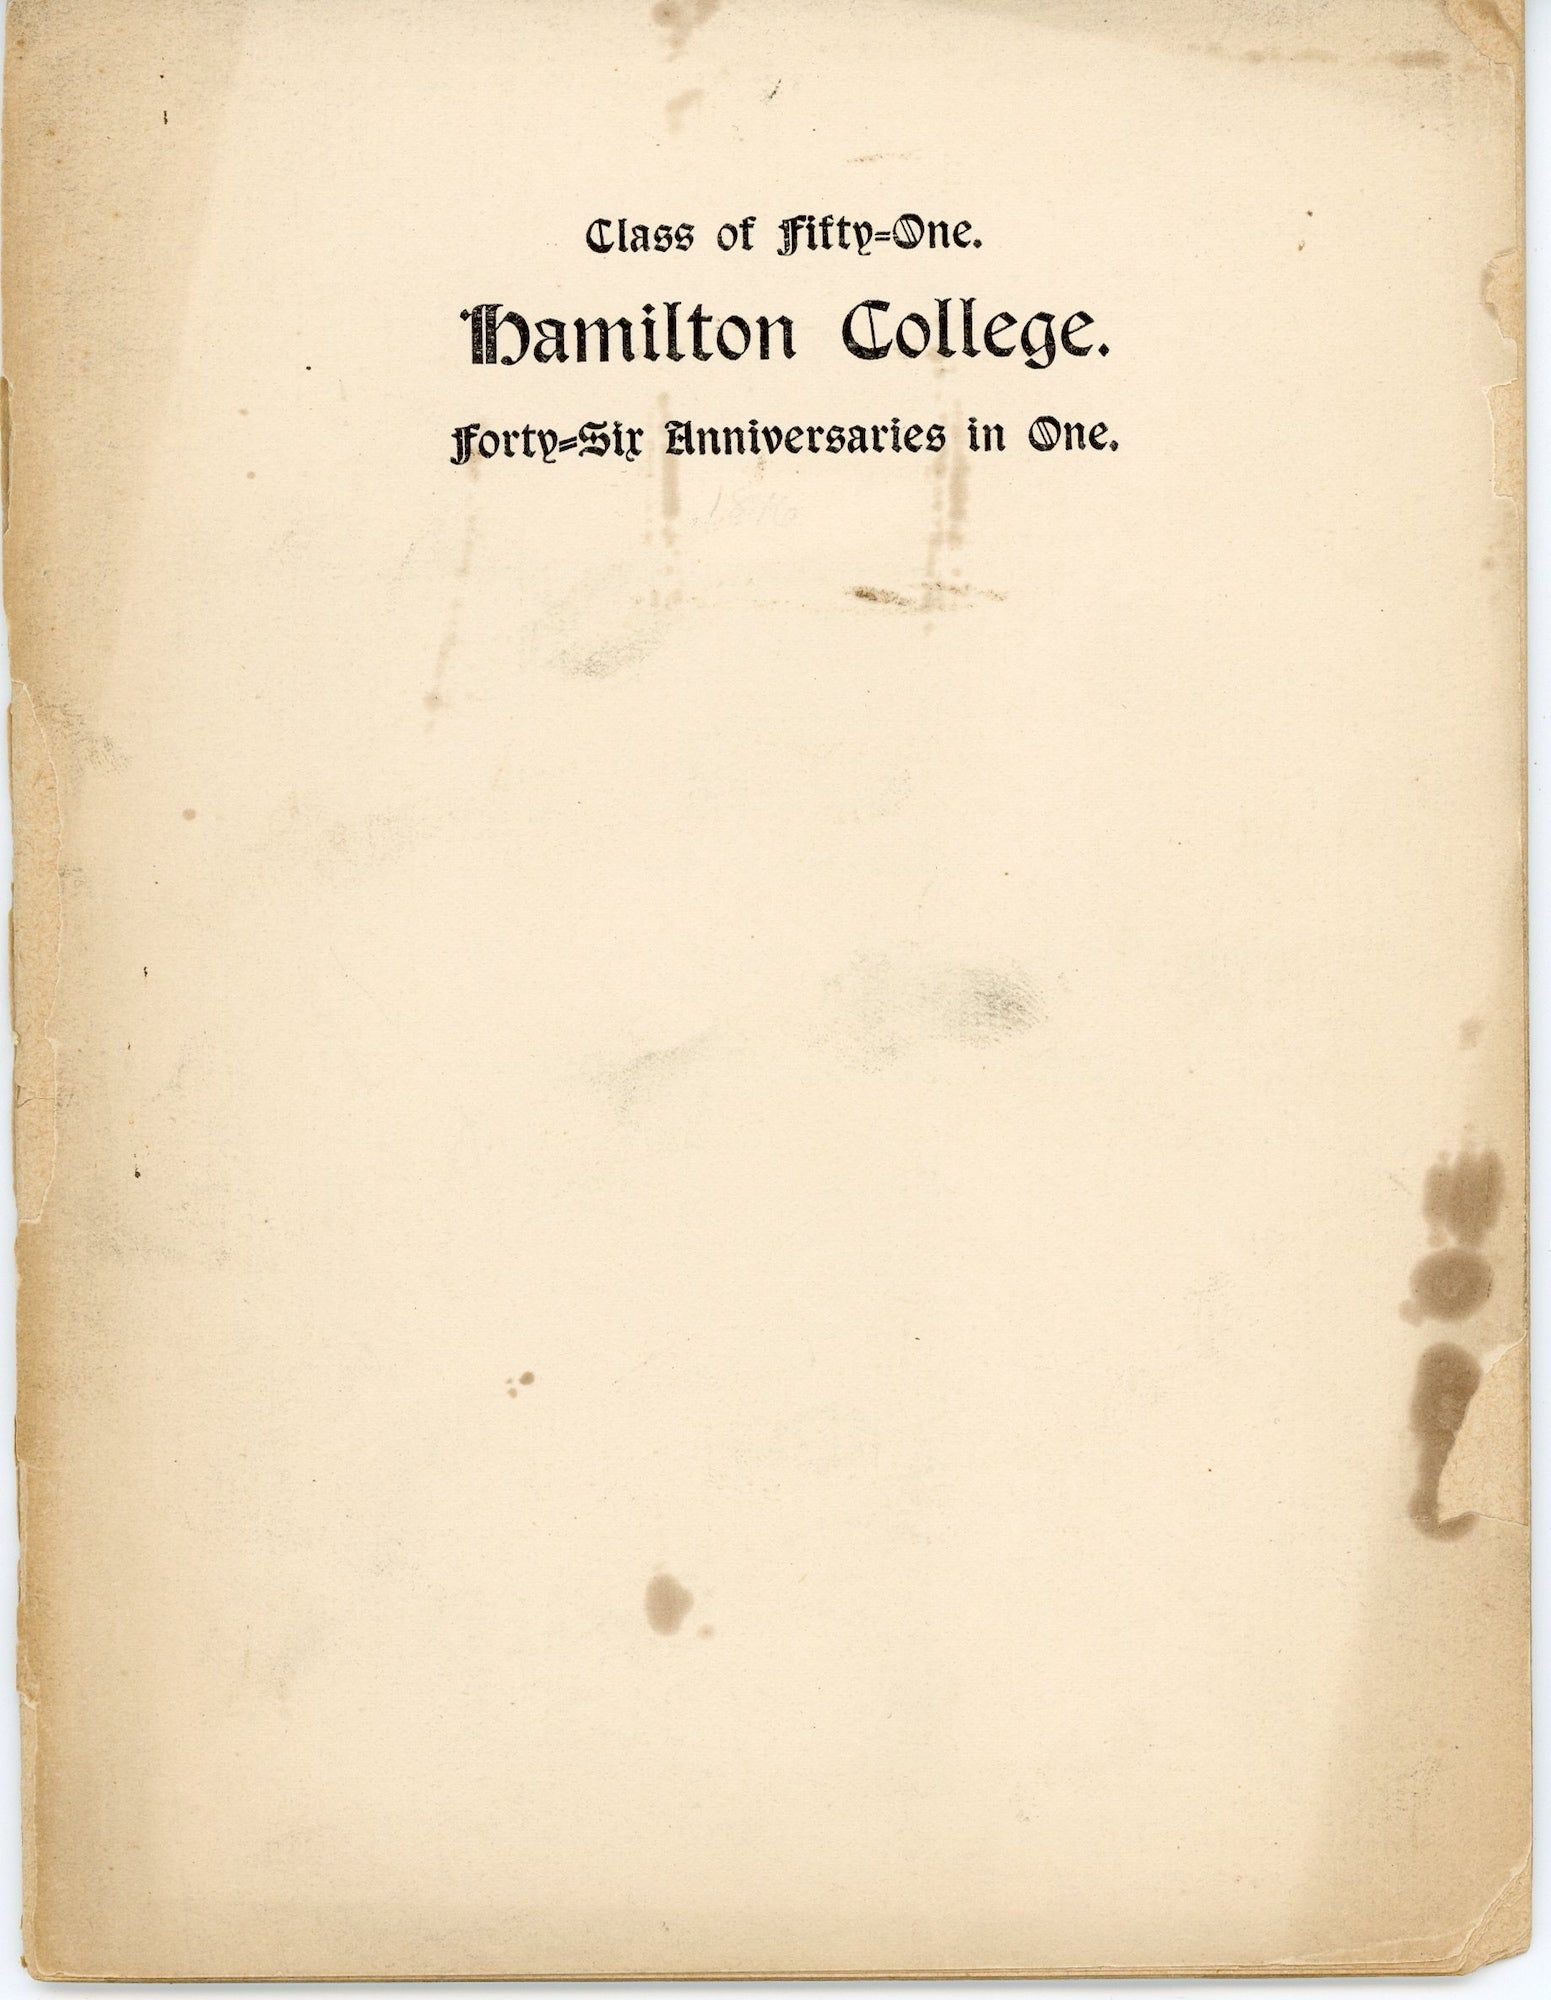 Class of Fifty=One.
Hamilton College.
Forty=Six Anniversaries in One.